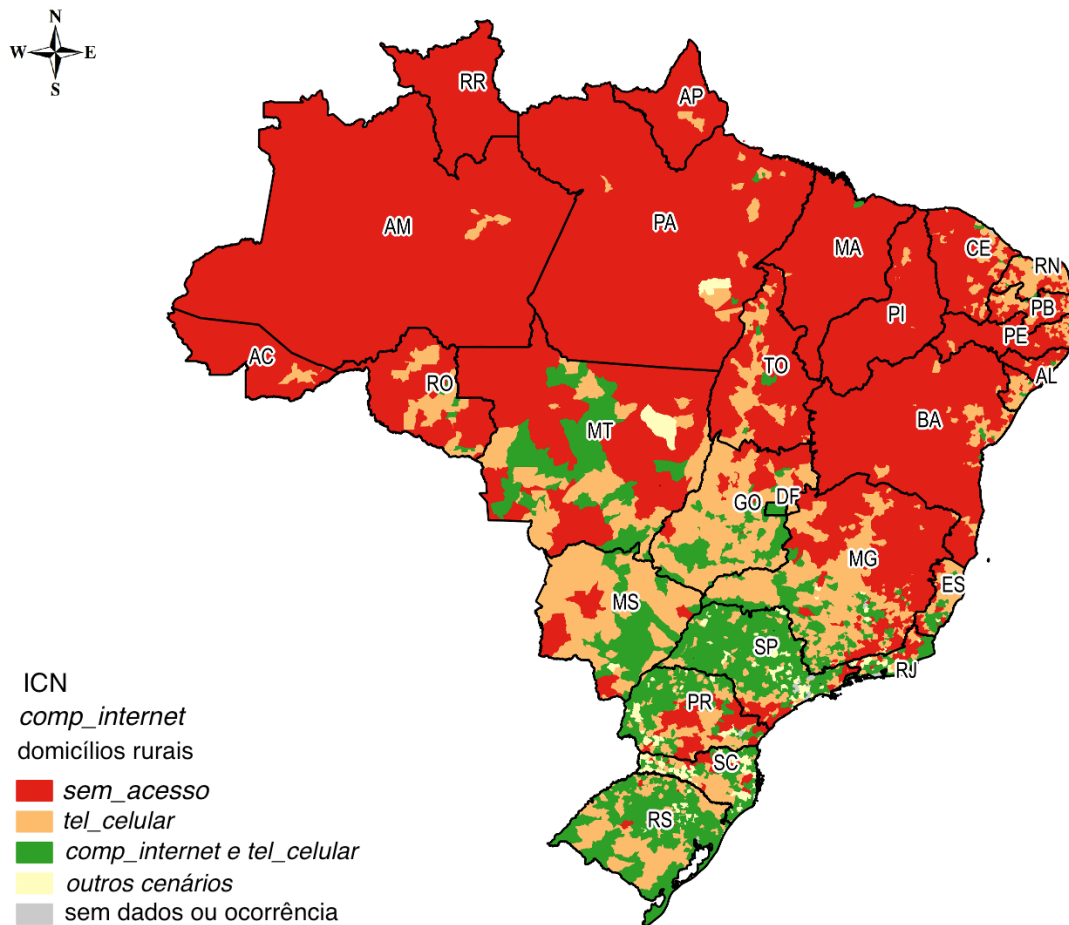 N
W E
S
RR
AP
AM
PA
MA
CE
RN
PB
PI
PE
AC
RO
TO
AL
BA
MT
GO
DF
MG
ES
MS
SP
RJ
PR
SC
RS
ICN
comp_internet
domicílios rurais
sem_acesso
tel_celular
comp_internet e tel_celular
outros cenários
sem dados ou ocorrência